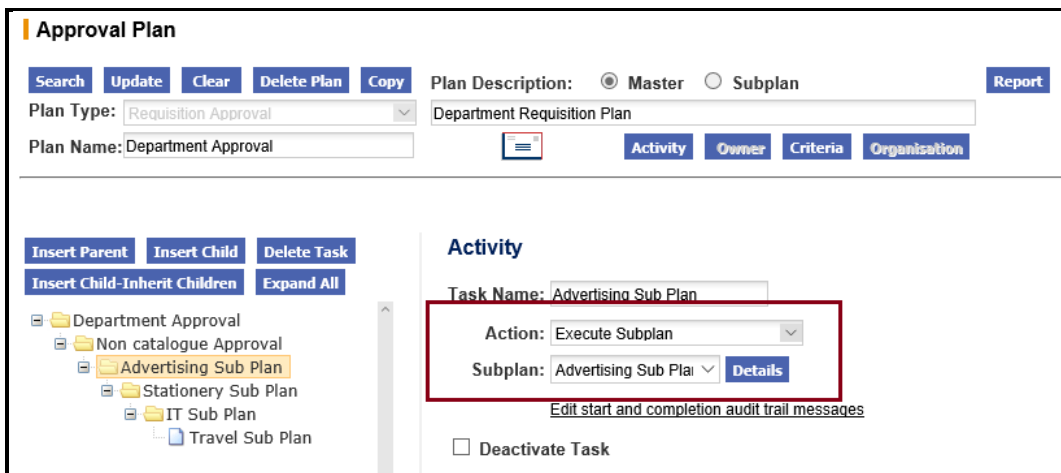 Approval Plan
Search Update Clear Delete Plan Copy Plan Description: Master Subplan Report
Plan Type: Requisition Approval Department Requisition Plan
Plan Name: Department Approval Activity Owner Criteria Organisation
Insert Parent Insert Child Delete Task
Insert Child-Inherit Children Expand All
Department Approval
Non catalogue Approval
Advertising Sub Plan
Stationery Sub Plan
IT Sub Plan
Travel Sub Plan
Activity
Task Name: Advertising Sub Plan
Action: Execute Subplan
Subplan: Advertising Sub Plai Details
Edit start and completion audit trail messages
Deactivate Task